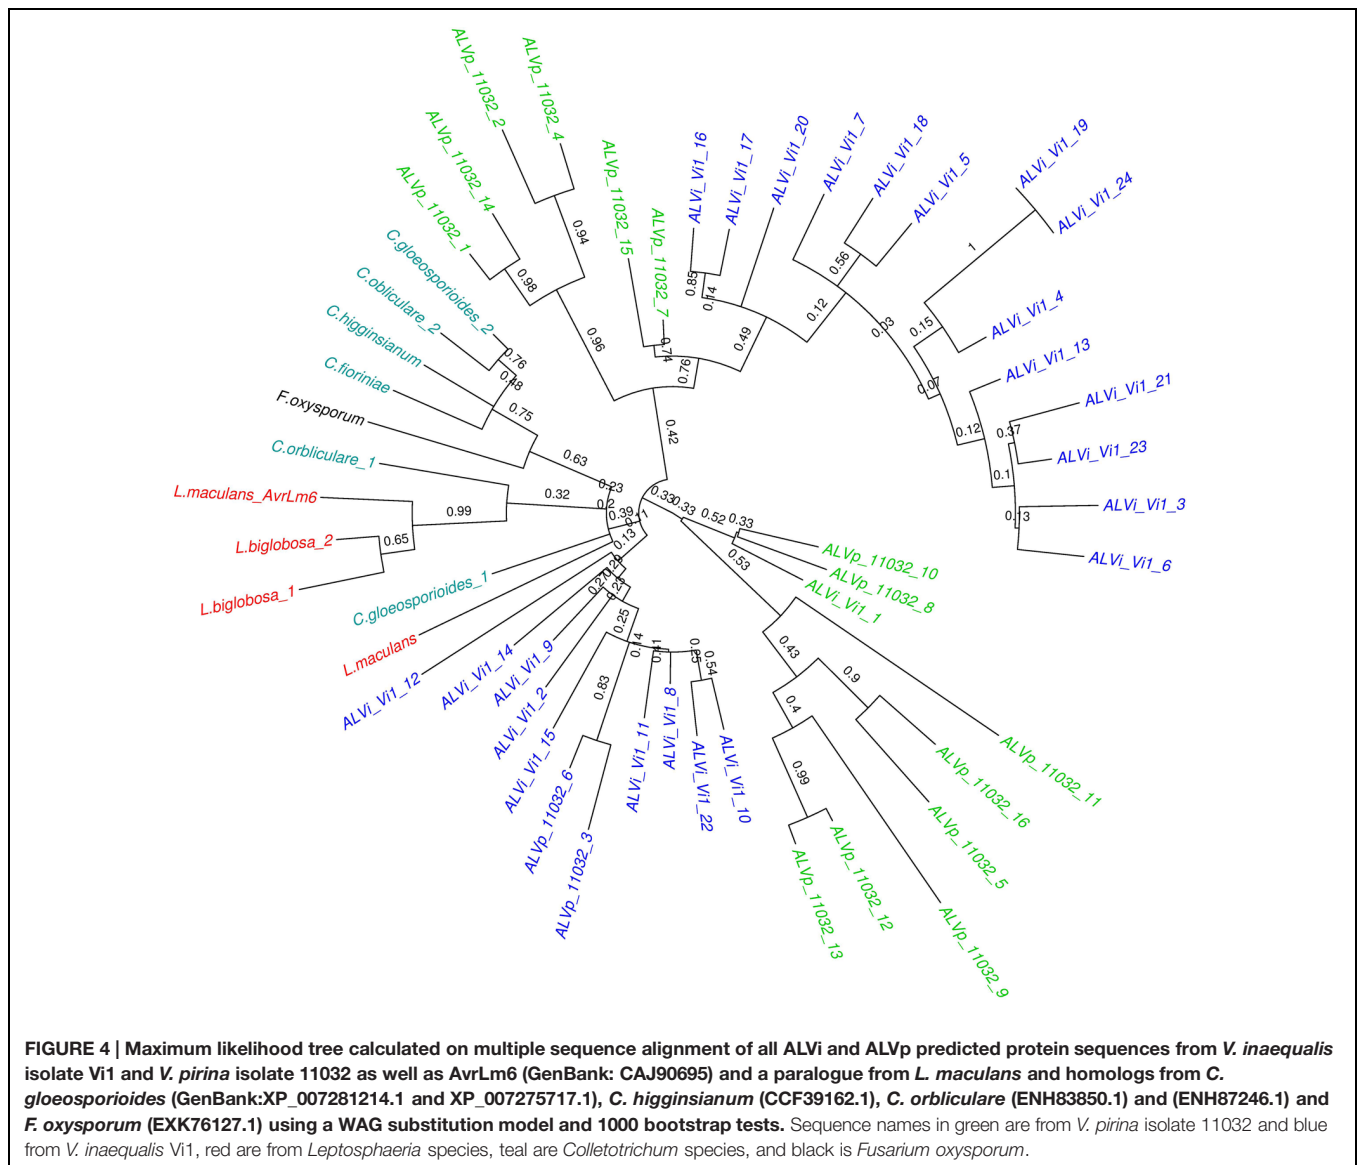 ALVp_11032_2
ALVp_11032_4
ALVp_11032_14
ALVp_11032_1
ALVp_11032_15
ALVp_11032_7
ALVi_Vi1_16
ALVi_Vi1_17
ALVi_Vi1_20
ALVi_Vi1_7
ALVi_Vi1_18
ALVi_Vi1_5
ALVi_Vi1_19
ALVi_Vi1_24
ALVi_Vi1_4
ALVi_Vi1_13
ALVi_Vi1_21
ALVi_Vi1_23
ALVi_Vi1_3
ALVi_Vi1_6
C.gloeosporioides_2
C.obliculare_2
C.higginsianum
C.fioriniae
F.oxysporum
C.orbliculare_1
L.maculans_AvrLm6
L.biglobosa_2
L.biglobosa_1
C.gloeosporioides_1
L.maculans
ALVi_Vi1_12
ALVi_Vi1_14
ALVi_Vi1_9
ALVi_Vi1_2
ALVi_Vi1_15
ALVp_11032_6
ALVp_11032_3
ALVi_Vi1_11
ALVi_Vi1_8
ALVi_Vi1_22
ALVi_Vi1_10
ALVp_11032_10
ALVp_11032_8
ALVi_Vi1_1
ALVp_11032_11
ALVp_11032_16
ALVp_11032_5
ALVp_11032_9
ALVp_11032_12
ALVp_11032_13
0.94
0.98
0.96
0.74
0.76
0.85
0.14
0.49
0.12
0.56
0.03
1
0.15
0.07
0.12
0.37
0.1
0.13
0.42
0.76
0.48
0.75
0.63
0.23
0.2
0.32
0.99
0.65
0.39
0.13
0.33
0.33
0.52
0.33
0.53
0.43
0.9
0.4
0.99
0.29
0.27
0.25
0.14
0.41
0.25
0.54
0.83
FIGURE 4 | Maximum likelihood tree calculated on multiple sequence alignment of all ALVi and ALVp predicted protein sequences from V. inaequalis
isolate Vi1 and V. pirina isolate 11032 as well as AvrLm6 (GenBank: CAJ90695) and a paralogue from L. maculans and homologs from C.
gloeosporioides (GenBank:XP_007281214.1 and XP_007275717.1), C. higginsianum (CCF39162.1), C. orbliculare (ENH83850.1) and (ENH87246.1) and
F. oxysporum (EXK76127.1) using a WAG substitution model and 1000 bootstrap tests. Sequence names in green are from V. pirina isolate 11032 and blue
from V. inaequalis Vi1, red are from Leptosphaeria species, teal are Colletotrichum species, and black is Fusarium oxysporum.